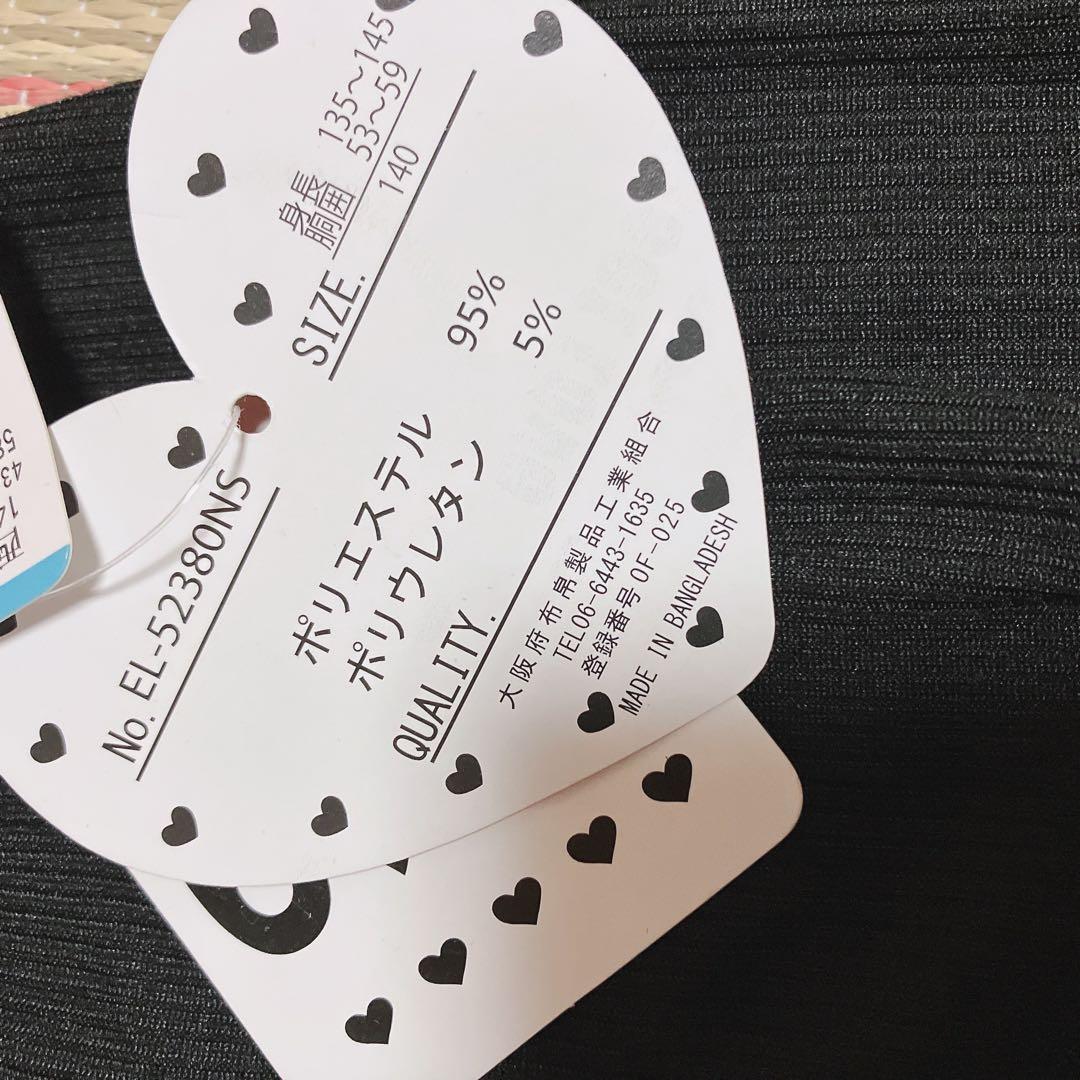 No. EL-52380NS
SIZE.
身長 135~145
胴囲 53~59
140
ポリエステル 95%
ポリウレタン 5%
QUALITY.
大阪府布帛製品工業組合
TEL06-6443-1635
登録番号OF-025
MADE IN BANGLADESH
43